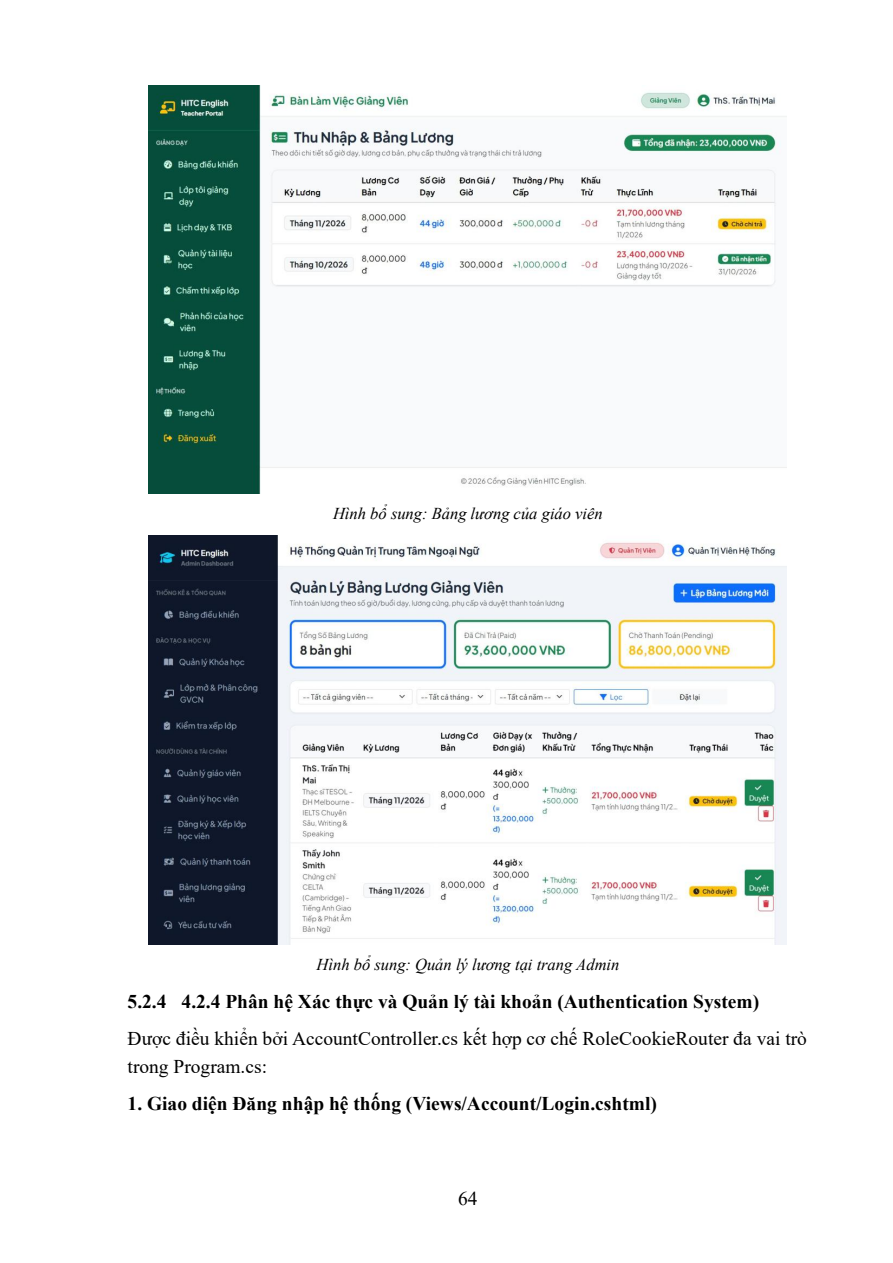 HITC English
Teacher Portal
GIẢNG DẠY
Bảng điều khiển
Lớp tôi giảng
dạy
Lịch dạy & TKB
Quản lý tài liệu
học
Chấm thi xếp lớp
Phản hồi của học
viên
Lương & Thu
nhập
HỆ THỐNG
Trang chủ
Đăng xuất
Bàn Làm Việc Giảng Viên
Giảng Viên
ThS. Trần Thị Mai
Thu Nhập & Bảng Lương
Theo dõi chi tiết số giờ dạy, lương cơ bản, phụ cấp thưởng và trạng thái chi trả lương
Tổng đã nhận: 23,400,000 VNĐ
Kỳ Lương Lương Cơ Bản Số Giờ Dạy Đơn Giá / Giờ Thưởng / Phụ Cấp Khấu Trừ Thực Lĩnh Trạng Thái
Tháng 11/2026 8,000,000 đ 44 giờ 300,000 đ +500,000 đ -0 đ 21,700,000 VNĐ Chờ chi trả
Tạm tính lương tháng
11/2026
Tháng 10/2026 8,000,000 đ 48 giờ 300,000 đ +1,000,000 đ -0 đ 23,400,000 VNĐ Đã nhận tiền
Lương tháng 10/2026 - 31/10/2026
Giảng dạy tốt
© 2026 Cổng Giảng Viên HITC English.
Hình bổ sung: Bảng lương của giáo viên
HITC English
Admin Dashboard
THỐNG KÊ & TỔNG QUAN
Bảng điều khiển
ĐÀO TẠO & HỌC VỤ
Quản lý Khóa học
Lớp mở & Phân công
GVCN
Kiểm tra xếp lớp
NGƯỜI DÙNG & TÀI CHÍNH
Quản lý giáo viên
Quản lý học viên
Đăng ký & Xếp lớp
học viên
Quản lý thanh toán
Bảng lương giảng
viên
Yêu cầu tư vấn
Hệ Thống Quản Trị Trung Tâm Ngoại Ngữ
Quản Trị Viên
Quản Trị Viên Hệ Thống
Quản Lý Bảng Lương Giảng Viên
Tính toán lương theo số giờ/buổi dạy, lương cứng, phụ cấp và duyệt thanh toán lương
+ Lập Bảng Lương Mới
Tổng Số Bảng Lương
8 bản ghi
Đã Chi Trả (Paid)
93,600,000 VNĐ
Chờ Thanh Toán (Pending)
86,800,000 VNĐ
-- Tất cả giảng viên --
-- Tất cả tháng -
-- Tất cả năm --
Lọc
Đặt lại
Giảng Viên Kỳ Lương Lương Cơ Bản Giờ Dạy (x Đơn giá) Thưởng / Khấu Trừ Tổng Thực Nhận Trạng Thái Thao Tác
ThS. Trần Thị
Mai
Thạc sĩ TESOL -
ĐH Melbourne -
IELTS Chuyên
Sâu, Writing &
Speaking
Tháng 11/2026
8,000,000
đ
44 giờ x
300,000
đ
(=
13,200,000
đ)
+ Thưởng:
+500,000
đ
21,700,000 VNĐ
Tạm tính lương tháng 11/2...
Chờ duyệt
Duyệt
Thầy John
Smith
Chứng chỉ
CELTA
(Cambridge) -
Tiếng Anh Giao
Tiếp & Phát Âm
Bản Ngữ
Tháng 11/2026
8,000,000
đ
44 giờ x
300,000
đ
(=
13,200,000
đ)
+ Thưởng:
+500,000
đ
21,700,000 VNĐ
Tạm tính lương tháng 11/2...
Chờ duyệt
Duyệt
Hình bổ sung: Quản lý lương tại trang Admin
5.2.4 4.2.4 Phân hệ Xác thực và Quản lý tài khoản (Authentication System)
Được điều khiển bởi AccountController.cs kết hợp cơ chế RoleCookieRouter đa vai trò
trong Program.cs:
1. Giao diện Đăng nhập hệ thống (Views/Account/Login.cshtml)
64